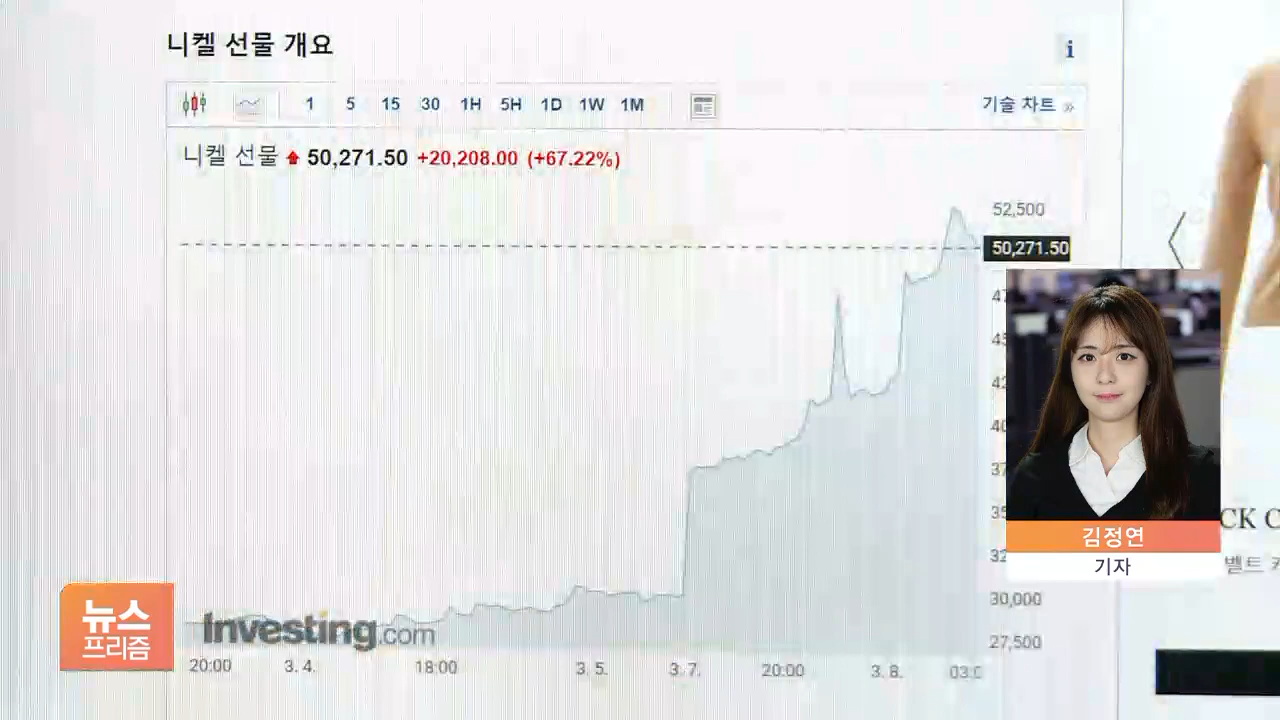 니켈 선물 개요
i
1 5 15 30 1H 5H 1D 1W 1M
기술 차트 »
니켈 선물 50,271.50 +20,208.00 (+67.22%)
52,500
50,271.50
30,000
27,500
김정연
기자
CK
벨트
뉴스
프리즘
Investing.com
20:00 3. 4. 18:00 3. 5. 3. 7. 20:00 3. 8.